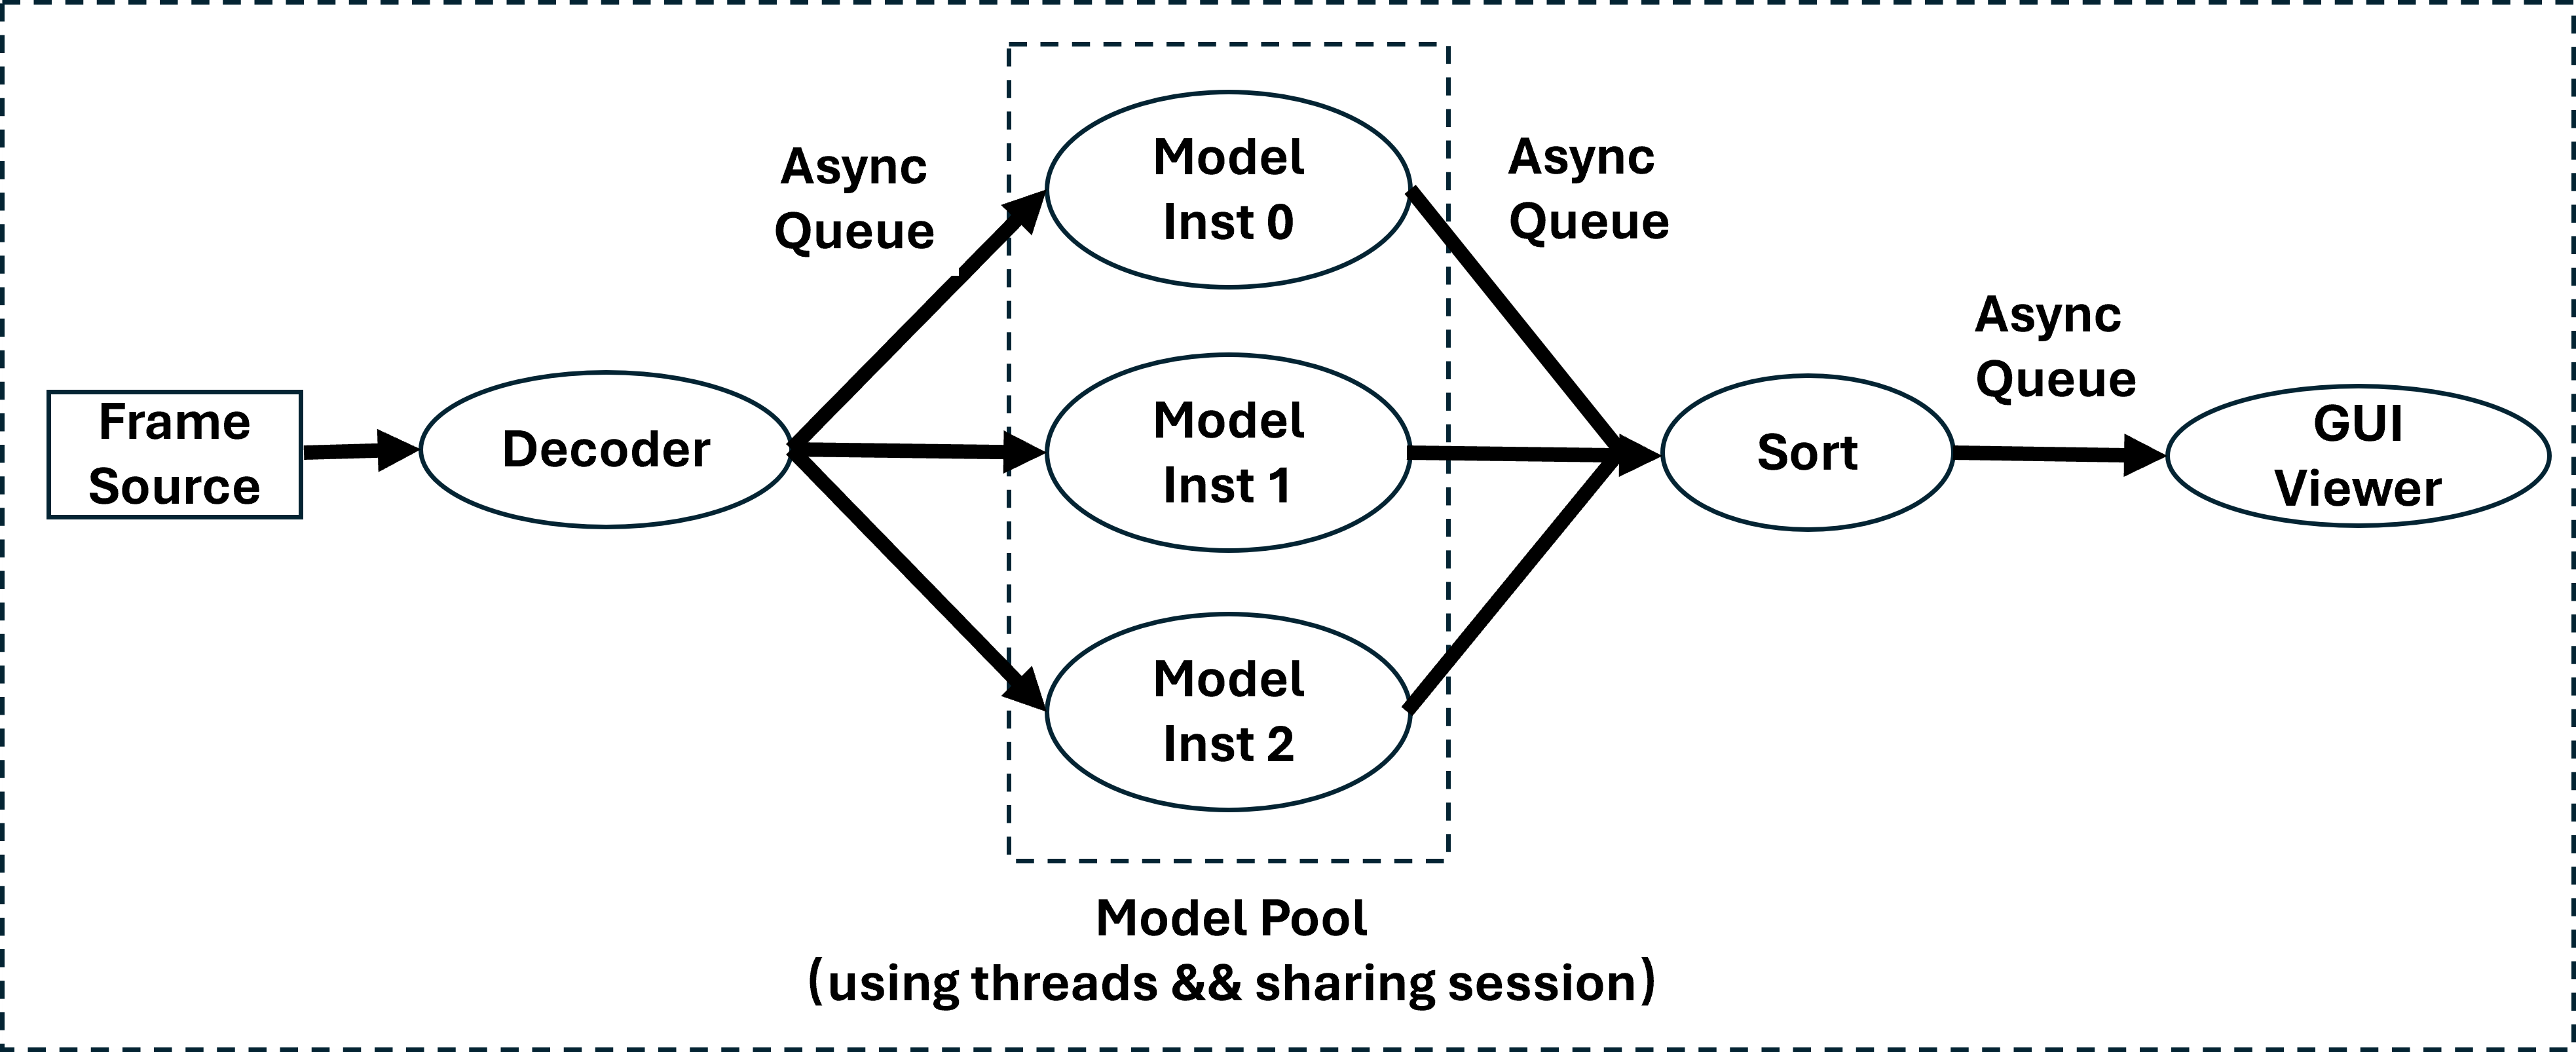 Frame
Source
Decoder
Async
Queue
Model
Inst 0
Model
Inst 1
Model
Inst 2
Async
Queue
Sort
Async
Queue
GUI
Viewer
Model Pool
(using threads && sharing session)